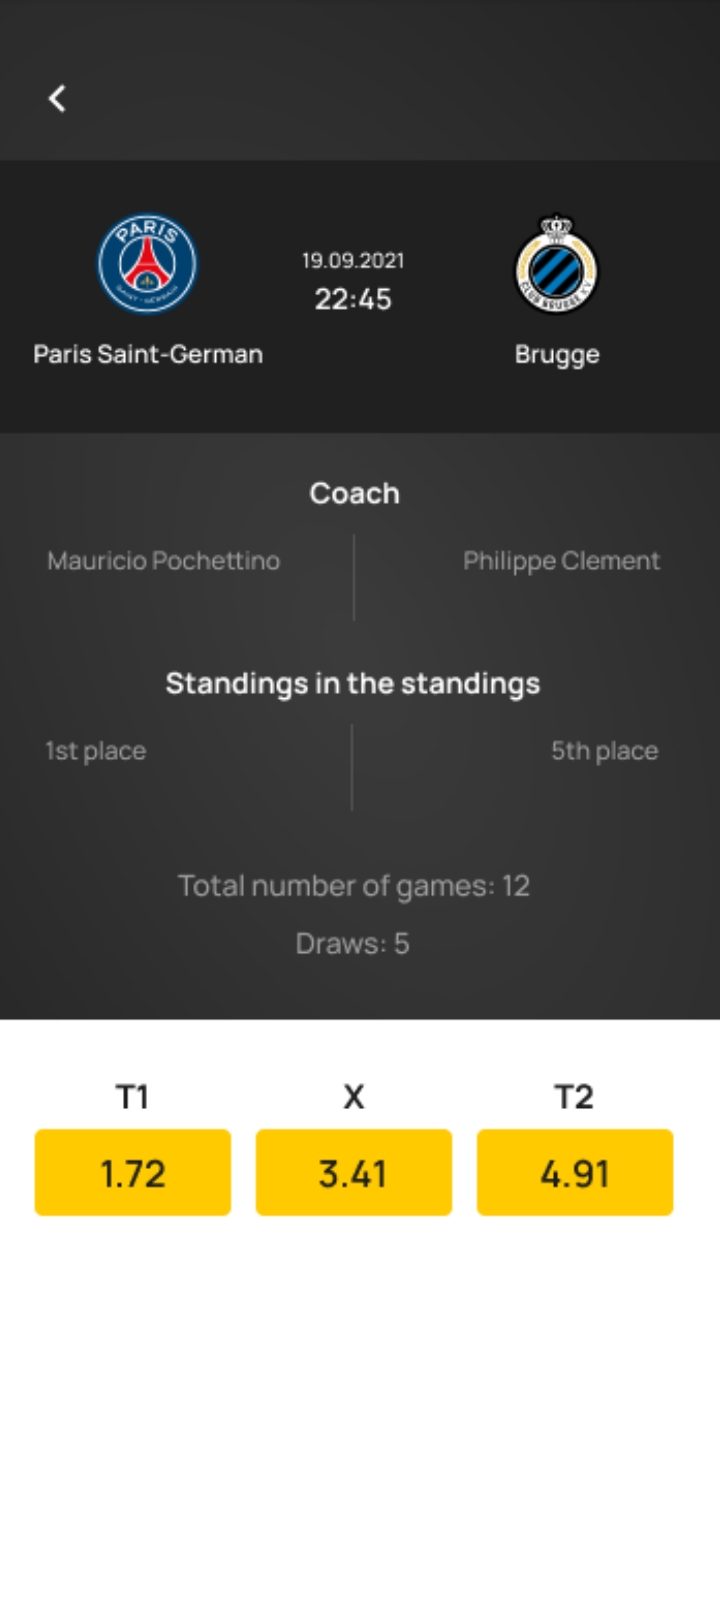 PARIS
19.09.2021
22:45
CLUB BRUGGE KV
Paris Saint-German
Brugge
Coach
Mauricio Pochettino
Philippe Clement
Standings in the standings
1st place
5th place
Total number of games: 12
Draws: 5
T1
X
T2
1.72
3.41
4.91